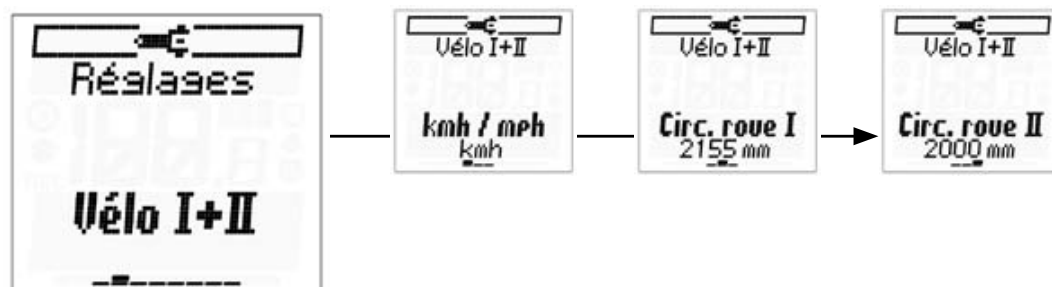 Réglages
Vélo I+II
Vélo I+II
kmh / mph
kmh
Vélo I+II
Circ. roue I
2155 mm
Vélo I+II
Circ. roue II
2000 mm